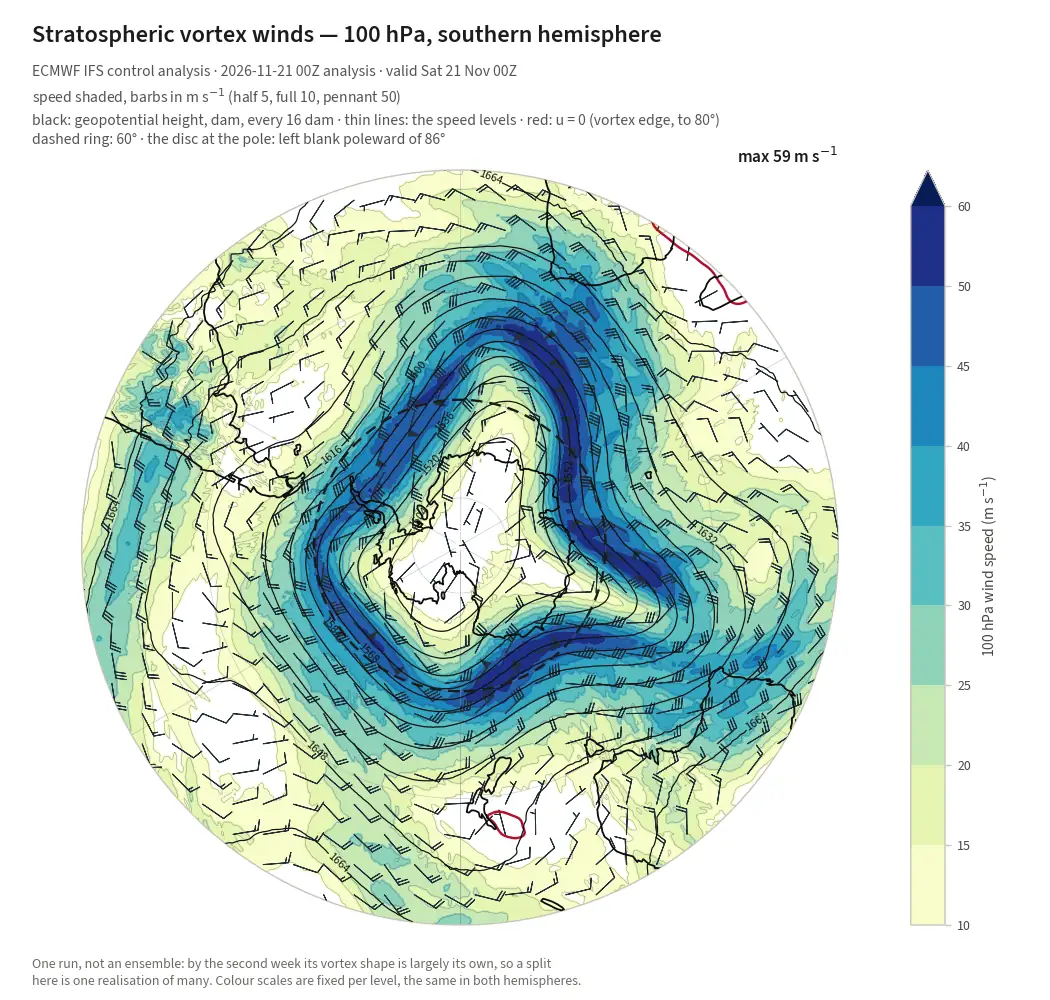 Stratospheric vortex winds — 100 hPa, southern hemisphere
ECMWF IFS control analysis · 2026-11-21 00Z analysis · valid Sat 21 Nov 00Z
speed shaded, barbs in m s⁻¹ (half 5, full 10, pennant 50)
black: geopotential height, dam, every 16 dam · thin lines: the speed levels · red: u = 0 (vortex edge, to 80°)
dashed ring: 60° · the disc at the pole: left blank poleward of 86°
max 59 m s⁻¹
1664
1600
1616
1536
1520
1552
1664
1632
1568
1664
1648
1664
60
50
45
40
35
30
25
20
15
10
100 hPa wind speed (m s⁻¹)
One run, not an ensemble: by the second week its vortex shape is largely its own, so a split
here is one realisation of many. Colour scales are fixed per level, the same in both hemispheres.